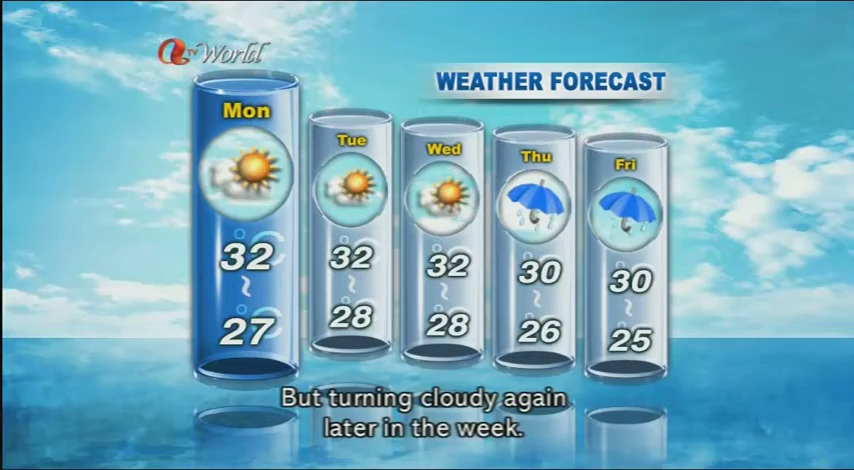 aTV World
WEATHER FORECAST
Mon
32
~
27
Tue
32
~
28
Wed
32
~
28
Thu
30
~
26
Fri
30
~
25
But turning cloudy again
later in the week.